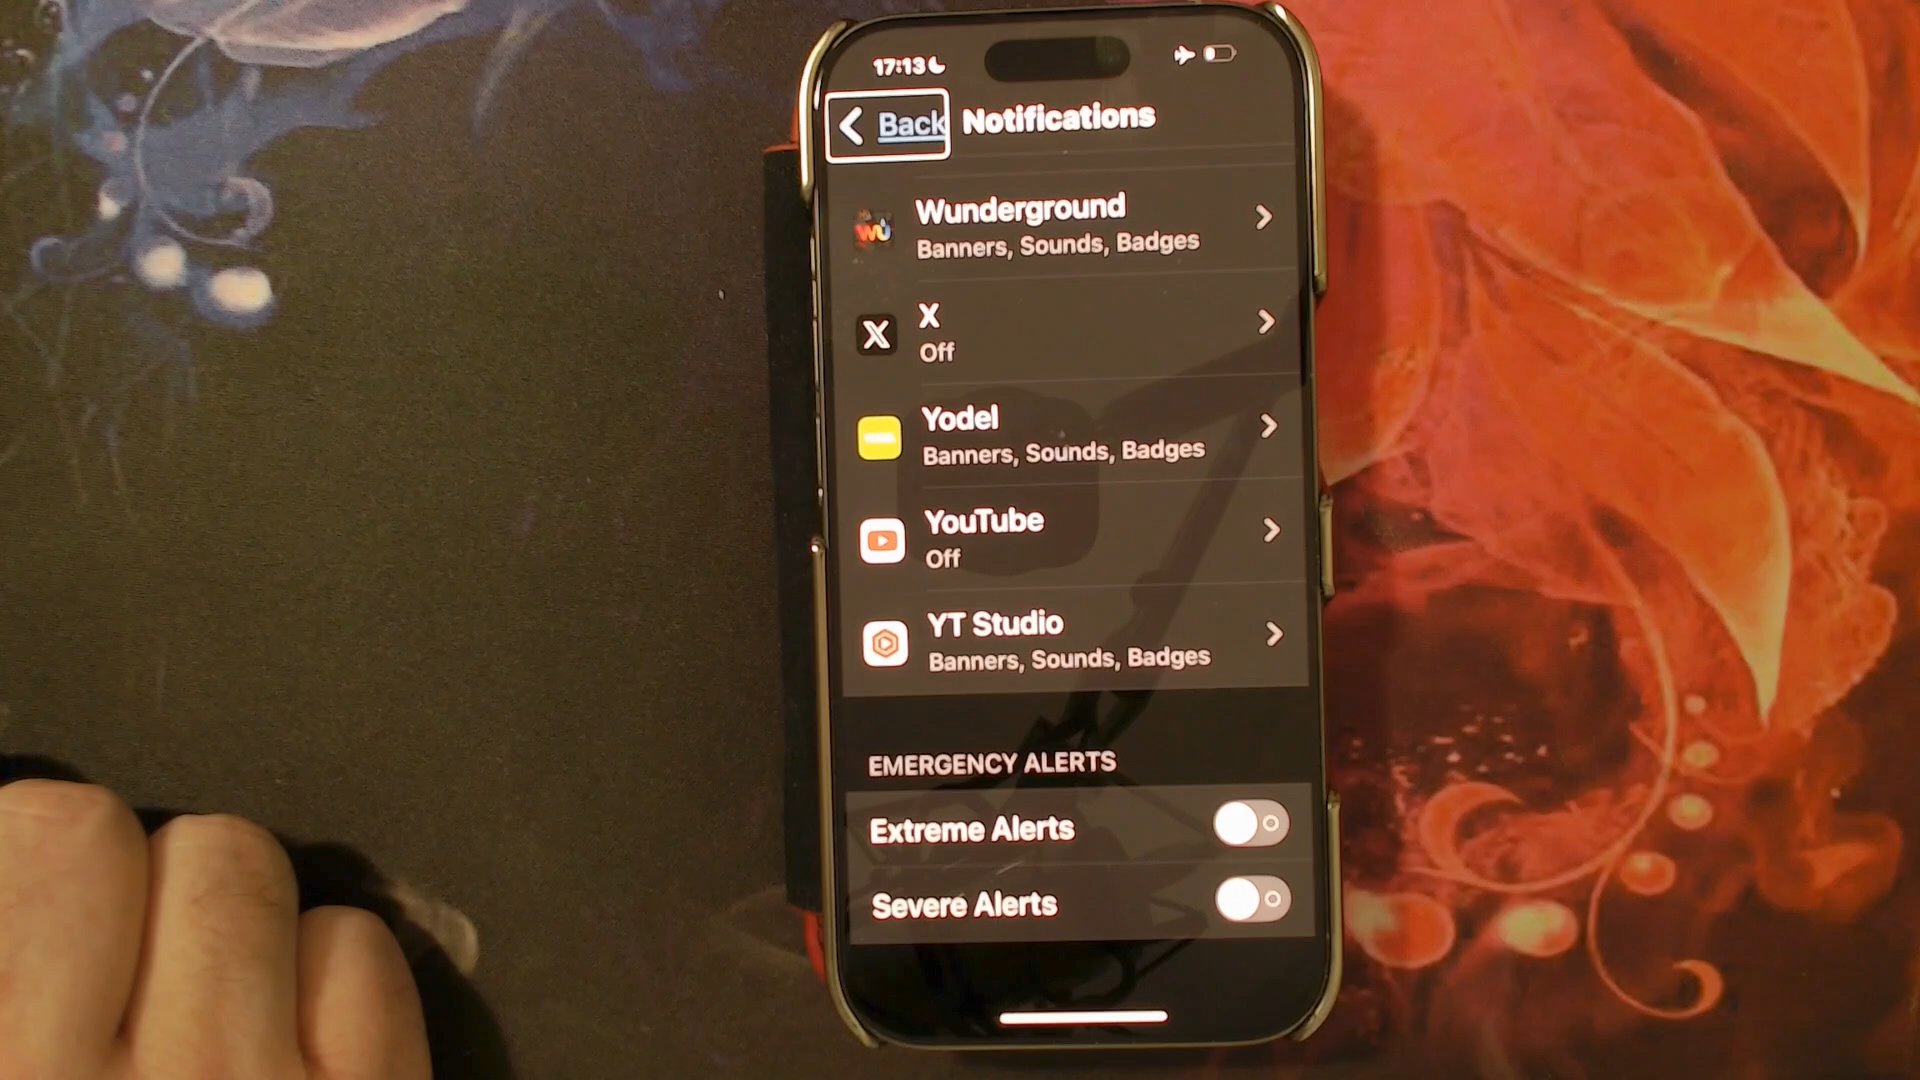 17:13
Back Notifications
WU
Wunderground
Banners, Sounds, Badges
X
X
Off
Yodel
Banners, Sounds, Badges
YouTube
Off
YT Studio
Banners, Sounds, Badges
EMERGENCY ALERTS
Extreme Alerts
Severe Alerts